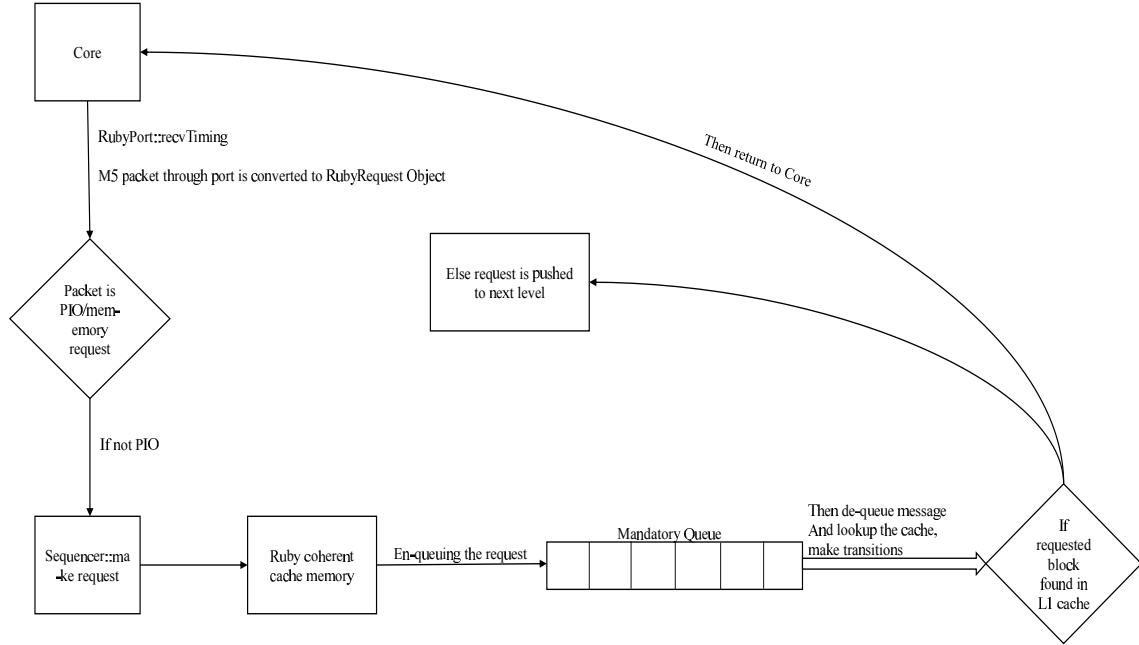 Core
RubyPort::recvTiming
M5 packet through port is converted to RubyRequest Object
Then return to Core
Else request is pushed
to next level
Packet is
PIO/mem-
emory
request
If not PIO
Sequencer::ma
-ke request
Ruby coherent
cache memory
En-queuing the request
Mandatory Queue
Then de-queue message
And lookup the cache,
make transitions
If
requested
block
found in
L1 cache